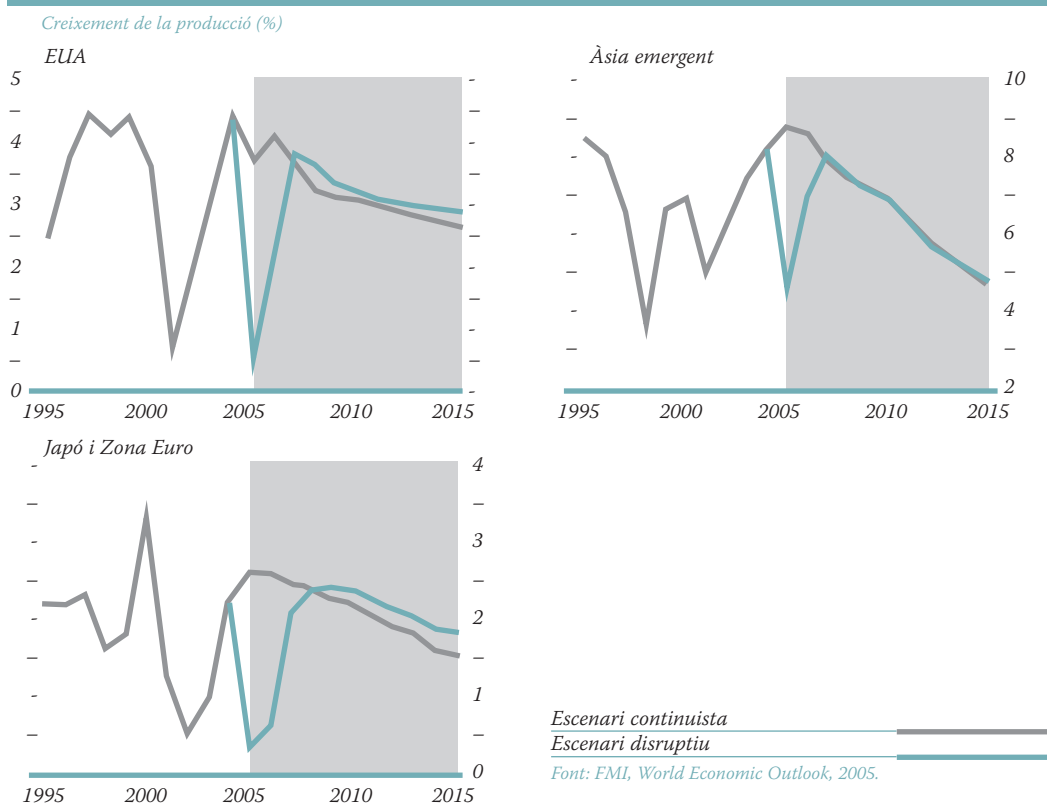 Creixement de la producció (%)
EUA
5
4
3
2
1
0
1995 2000 2005 2010 2015
Àsia emergent
10
8
6
4
2
1995 2000 2005 2010 2015
Japó i Zona Euro
4
3
2
1
0
1995 2000 2005 2010 2015
Escenari continuista
Escenari disruptiu
Font: FMI, World Economic Outlook, 2005.